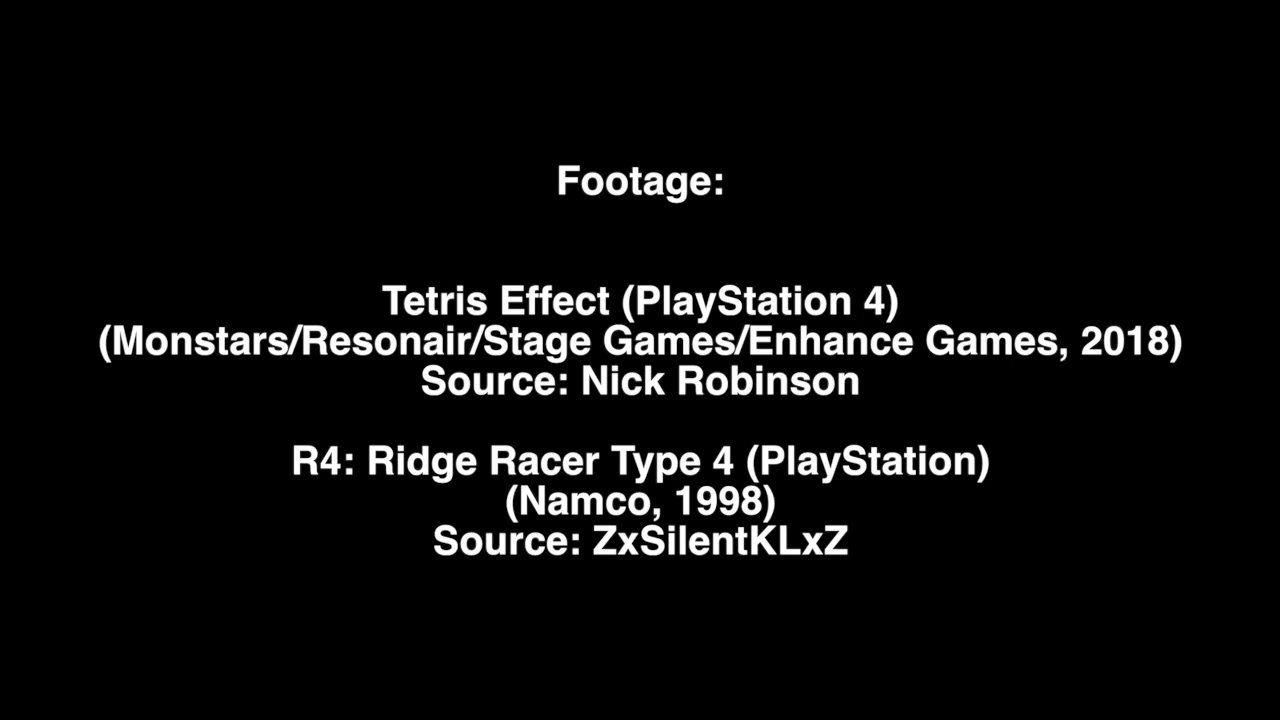 Footage:
Tetris Effect (PlayStation 4)
(Monstars/Resonair/Stage Games/Enhance Games, 2018)
Source: Nick Robinson
R4: Ridge Racer Type 4 (PlayStation)
(Namco, 1998)
Source: ZxSilentKLxZ